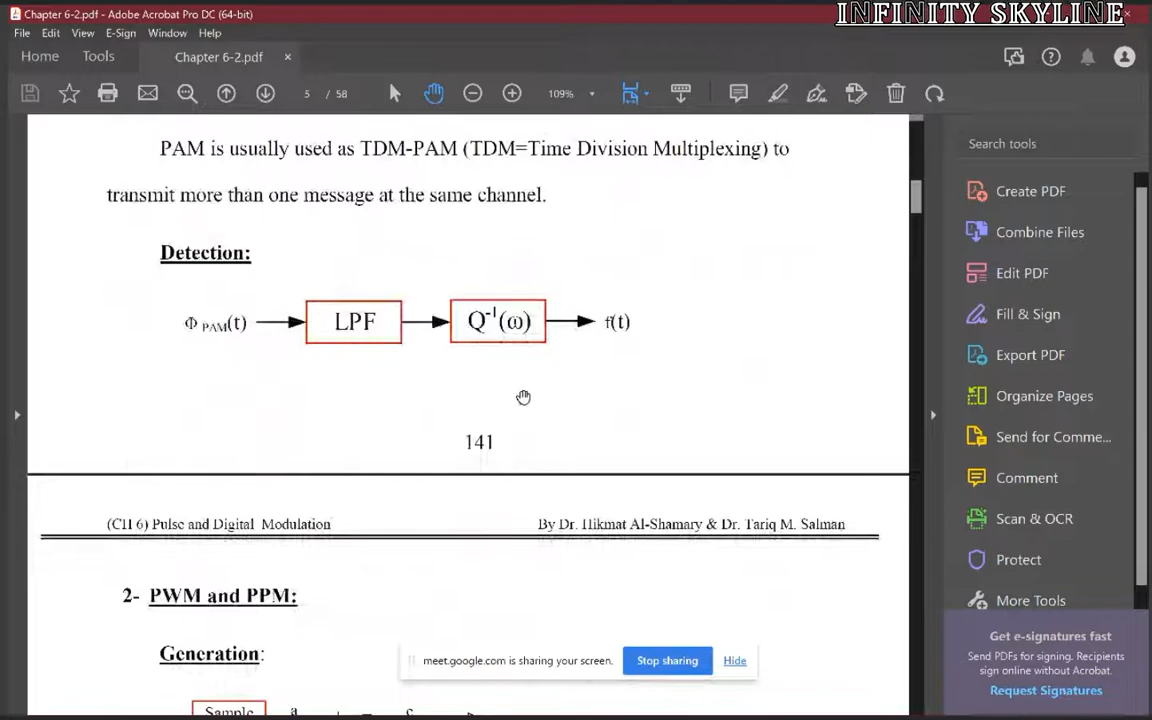 Chapter 6-2.pdf - Adobe Acrobat Pro DC (64-bit)
INFINITY SKYLINE
File Edit View E-Sign Window Help
Home Tools Chapter 6-2.pdf ×
5 / 58 109%
PAM is usually used as TDM-PAM (TDM=Time Division Multiplexing) to
transmit more than one message at the same channel.
Detection:
Φ PAM(t) LPF Q⁻¹(ω) f(t)
141
(CH 6) Pulse and Digital Modulation By Dr. Hikmat Al-Shamary & Dr. Tariq M. Salman
2- PWM and PPM:
Generation:
Sample a c
meet.google.com is sharing your screen. Stop sharing Hide
Search tools
Create PDF
Combine Files
Edit PDF
Fill & Sign
Export PDF
Organize Pages
Send for Comme...
Comment
Scan & OCR
Protect
More Tools
Get e-signatures fast
Send PDFs for signing. Recipients
sign online without Acrobat.
Request Signatures